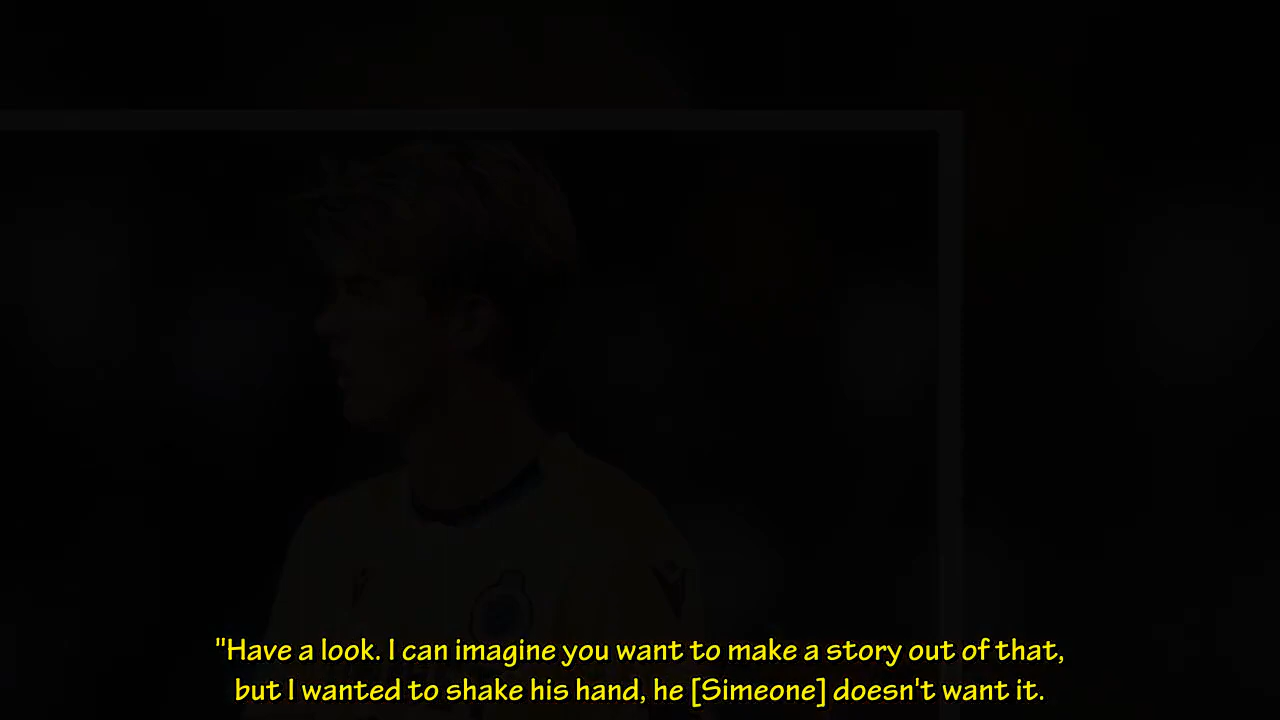 "Have a look. I can imagine you want to make a story out of that,
but I wanted to shake his hand, he [Simeone] doesn't want it.